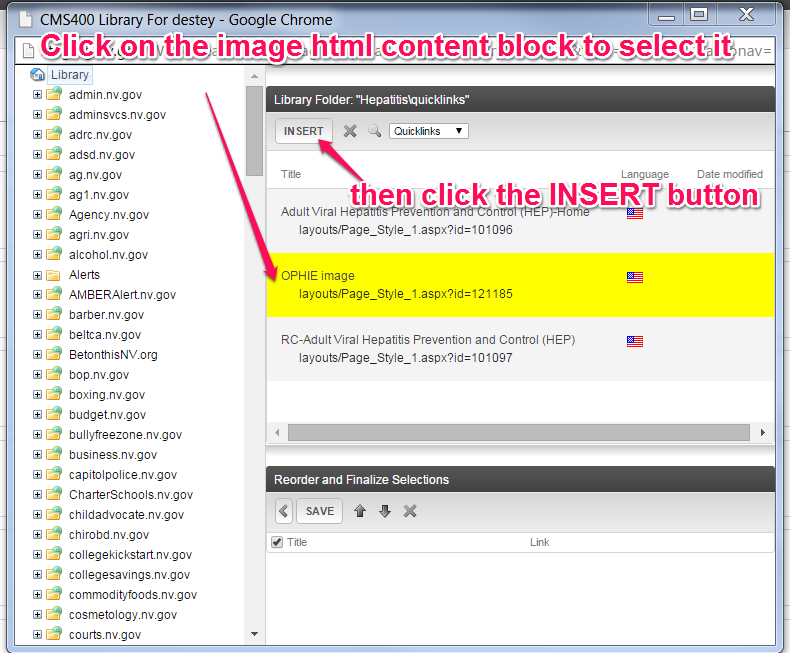 CMS400 Library For destey - Google Chrome
Click on the image html content block to select it
nav=
Library
admin.nv.gov
adminsvcs.nv.gov
adrc.nv.gov
adsd.nv.gov
ag.nv.gov
ag1.nv.gov
Agency.nv.gov
agri.nv.gov
alcohol.nv.gov
Alerts
AMBERAlert.nv.gov
barber.nv.gov
beltca.nv.gov
BetonthisNV.org
bop.nv.gov
boxing.nv.gov
budget.nv.gov
bullyfreezone.nv.gov
business.nv.gov
capitolpolice.nv.gov
CharterSchools.nv.gov
childadvocate.nv.gov
chirobd.nv.gov
collegekickstart.nv.gov
collegesavings.nv.gov
commodityfoods.nv.gov
cosmetology.nv.gov
courts.nv.gov
Library Folder: "Hepatitis\quicklinks"
INSERT Quicklinks
Title Language Date modified
then click the INSERT button
Adult Viral Hepatitis Prevention and Control (HEP)-Home
layouts/Page_Style_1.aspx?id=101096
OPHIE image
layouts/Page_Style_1.aspx?id=121185
RC-Adult Viral Hepatitis Prevention and Control (HEP)
layouts/Page_Style_1.aspx?id=101097
Reorder and Finalize Selections
SAVE
Title Link